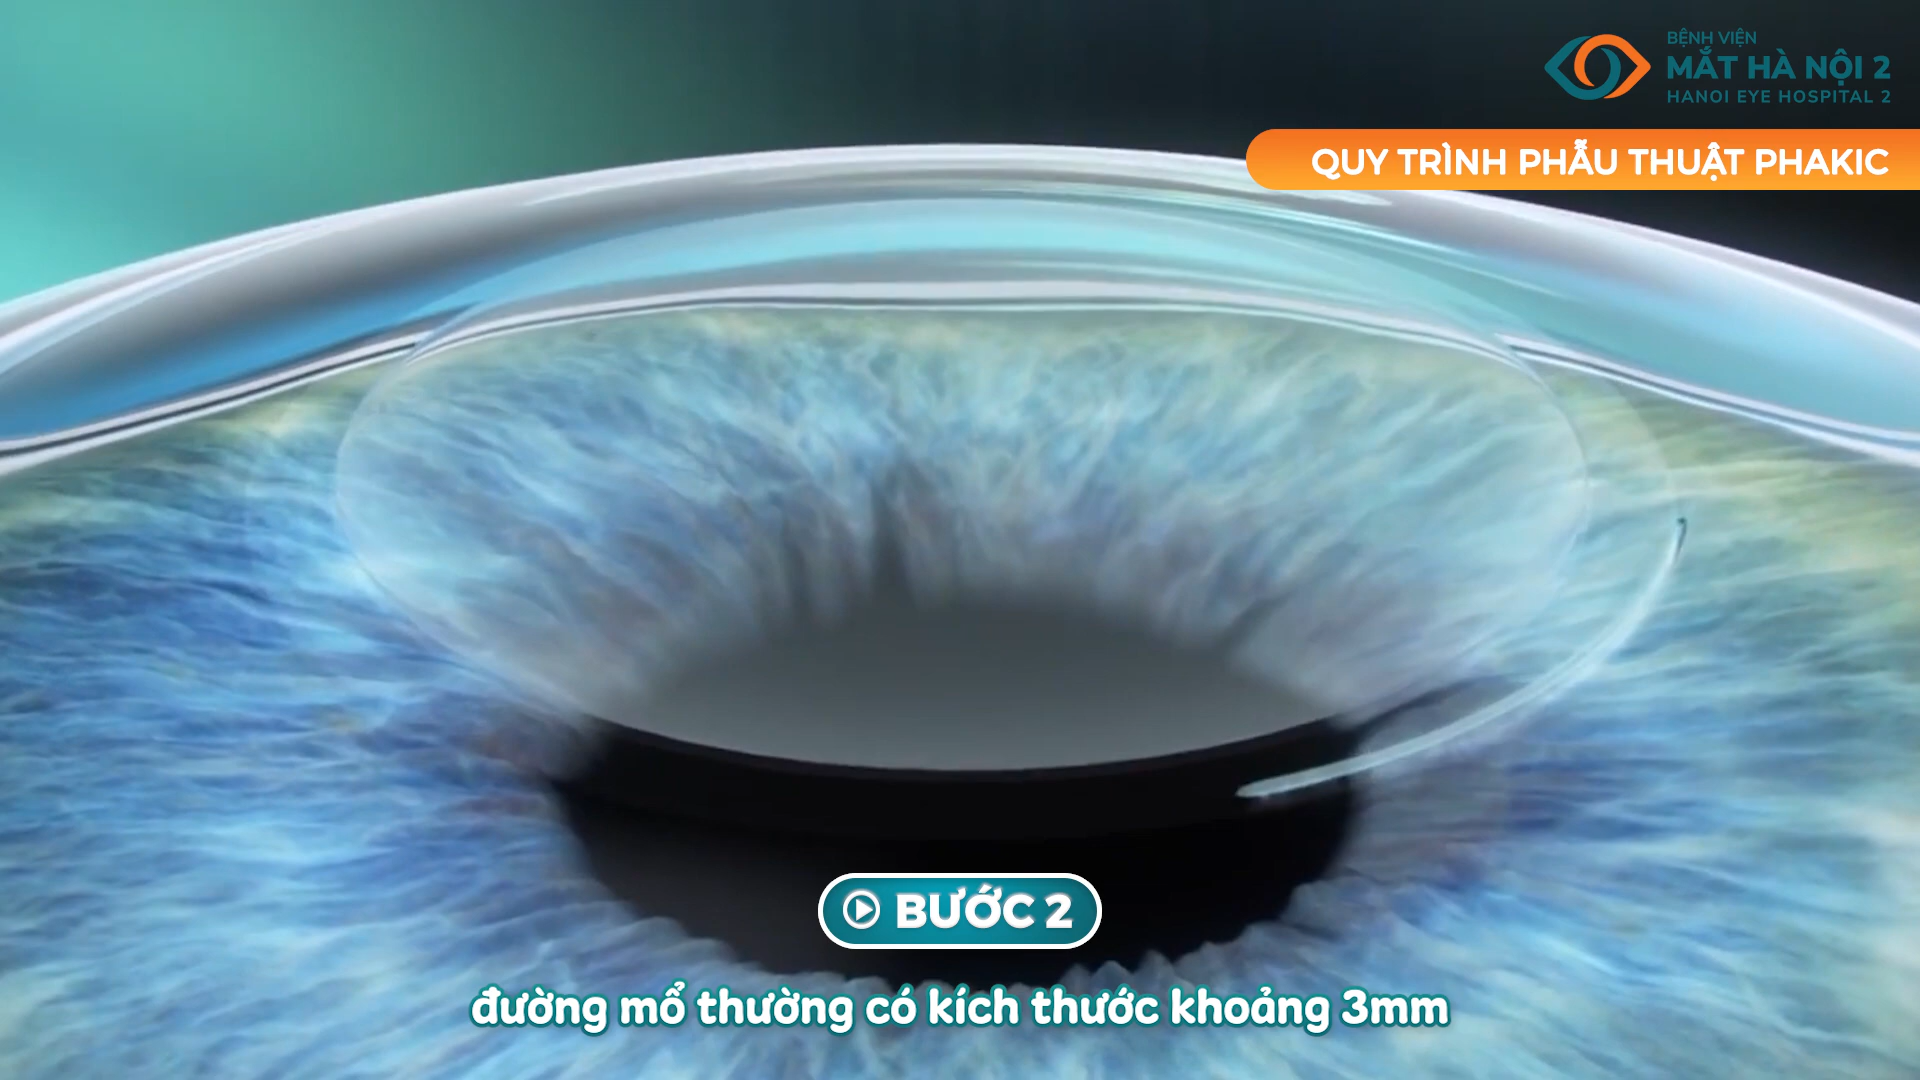 BỆNH VIỆN
MẮT HÀ NỘI 2
HANOI EYE HOSPITAL 2
QUY TRÌNH PHẪU THUẬT PHAKIC
BƯỚC 2
đường mổ thường có kích thước khoảng 3mm